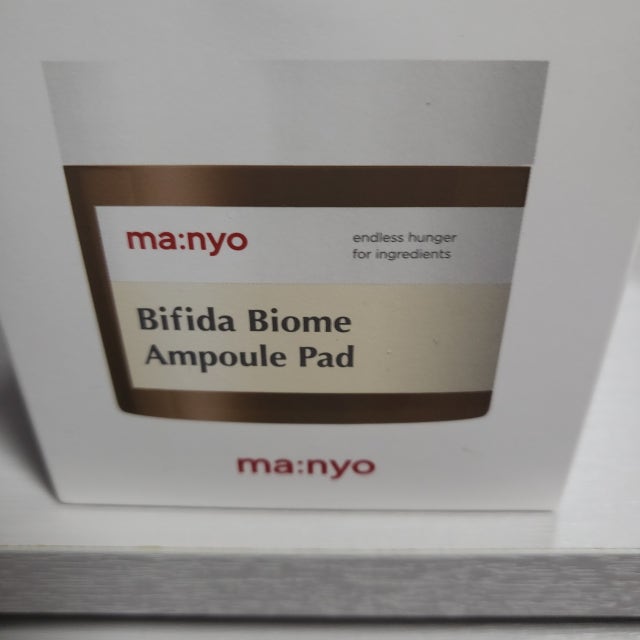 ma:nyo
endless hunger
for ingredients
Bifida Biome
Ampoule Pad
ma:nyo